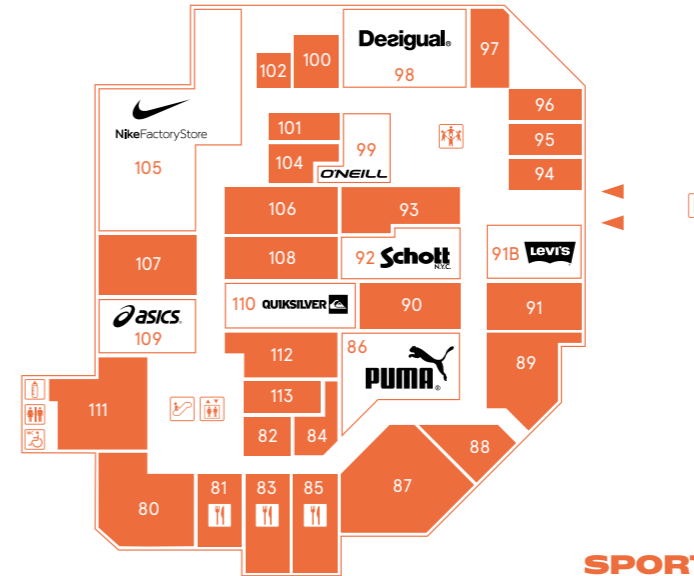 Desigual.
98
97
100
102
96
NikeFactoryStore
105
101
99
95
104
O'NEILL
94
106
93
107
108
92 Schott
N.Y.C.
91B LEVI'S
110 QUIKSILVER
90
91
asics
109
112
86
PUMA
89
111
113
82
84
88
80
81
83
85
87
WC
SPORT